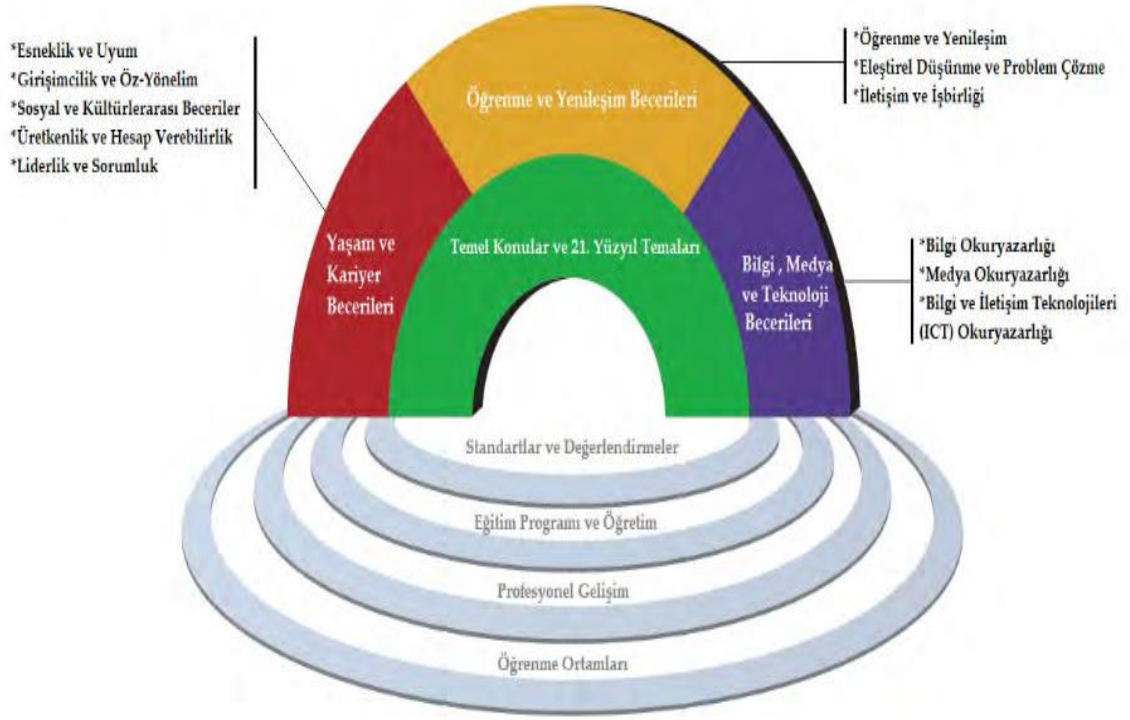 *Esneklik ve Uyum
*Girişimcilik ve Öz-Yönelim
*Sosyal ve Kültürlerarası Beceriler
*Üretkenlik ve Hesap Verebilirlik
*Liderlik ve Sorumluk
Öğrenme ve Yenileşim Becerileri
*Öğrenme ve Yenileşim
*Eleştirel Düşünme ve Problem Çözme
*İletişim ve İşbirliği
Yaşam ve
Kariyer
Becerileri
Temel Konular ve 21. Yüzyıl Temaları
Bilgi , Medya
ve Teknoloji
Becerileri
*Bilgi Okuryazarlığı
*Medya Okuryazarlığı
*Bilgi ve İletişim Teknolojileri
(ICT) Okuryazarlığı
Standartlar ve Değerlendirmeler
Eğitim Programı ve Öğretim
Profesyonel Gelişim
Öğrenme Ortamları